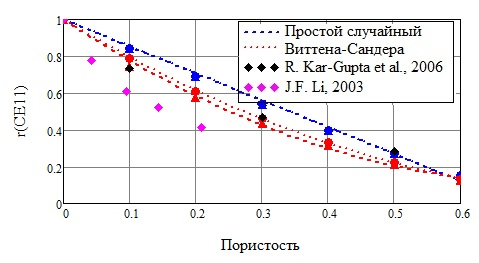 1
0.8
0.6
0.4
0.2
0
r(CE11)
Простой случайный
Виттена-Сандера
R. Kar-Gupta et al., 2006
J.F. Li, 2003
0 0.1 0.2 0.3 0.4 0.5 0.6
Пористость